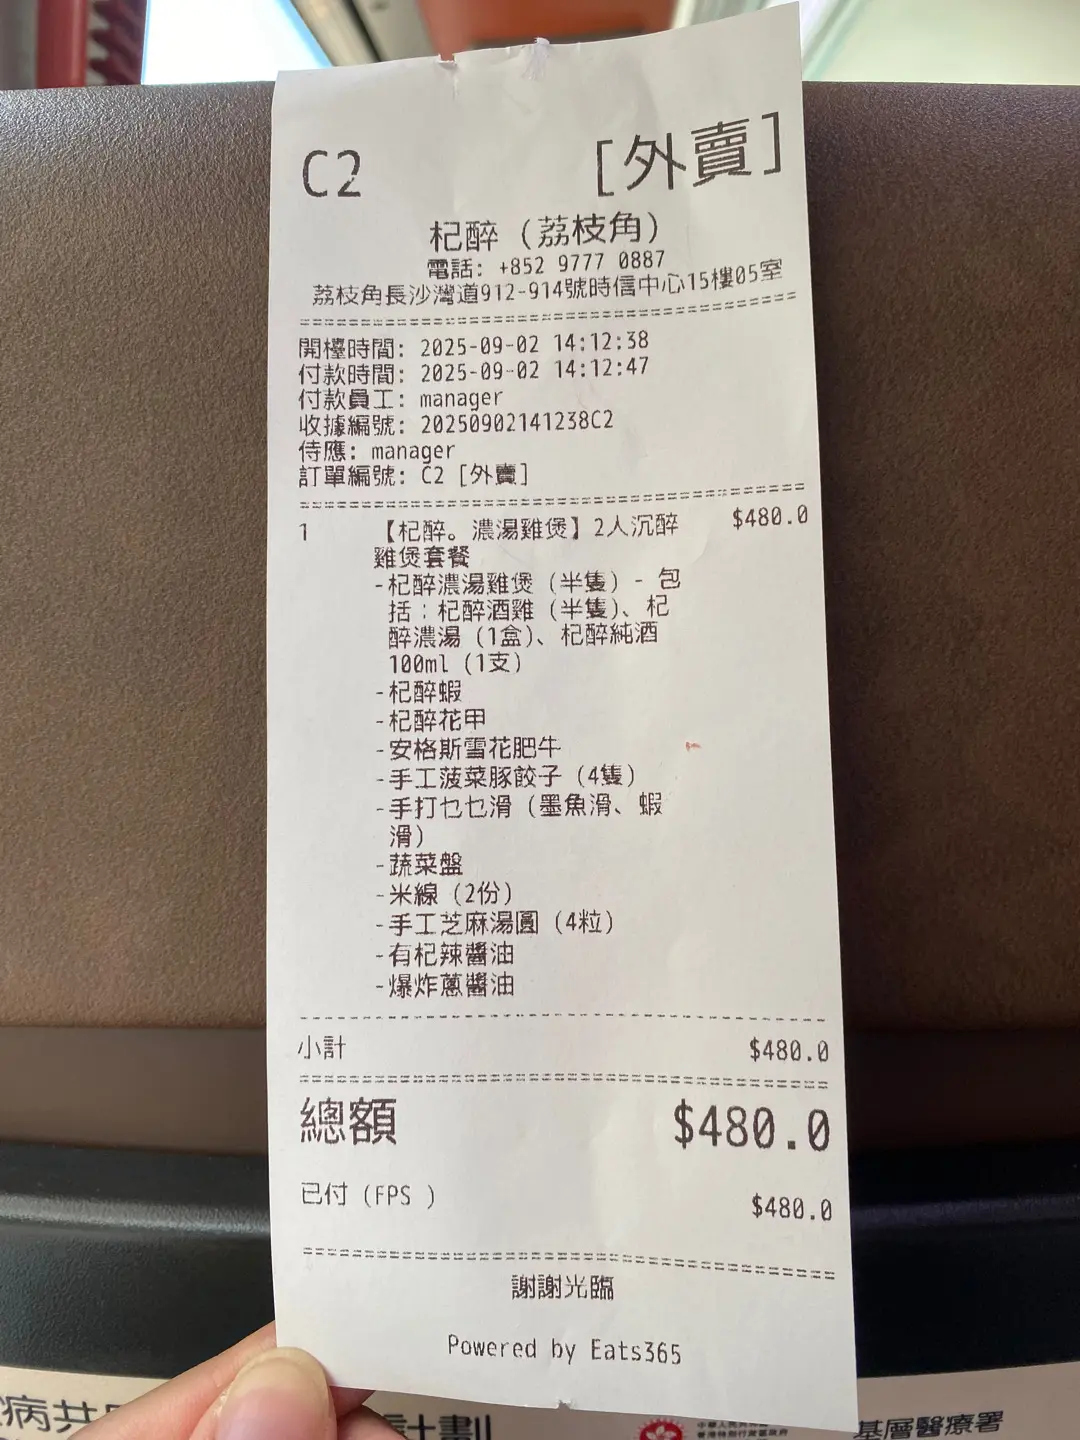 C2 [外賣]
杞醉 (荔枝角)
電話: +852 9777 0887
荔枝角長沙灣道912-914號時信中心15樓05室
開檯時間: 2025-09-02 14:12:38
付款時間: 2025-09-02 14:12:47
付款員工: manager
收據編號: 20250902141238C2
侍應: manager
訂單編號: C2 [外賣]
1 【杞醉。濃湯雞煲】2人沉醉 $480.0
雞煲套餐
-杞醉濃湯雞煲 (半隻) - 包
括：杞醉酒雞 (半隻)、杞
醉濃湯 (1盒)、杞醉純酒
100ml (1支)
-杞醉蝦
-杞醉花甲
-安格斯雪花肥牛
-手工菠菜豚餃子 (4隻)
-手打乜乜滑 (墨魚滑、蝦
滑)
-蔬菜盤
-米線 (2份)
-手工芝麻湯圓 (4粒)
-有杞辣醬油
-爆炸蔥醬油
小計 $480.0
總額 $480.0
已付 (FPS ) $480.0
謝謝光臨
Powered by Eats365
病共
計劃
基層醫療署